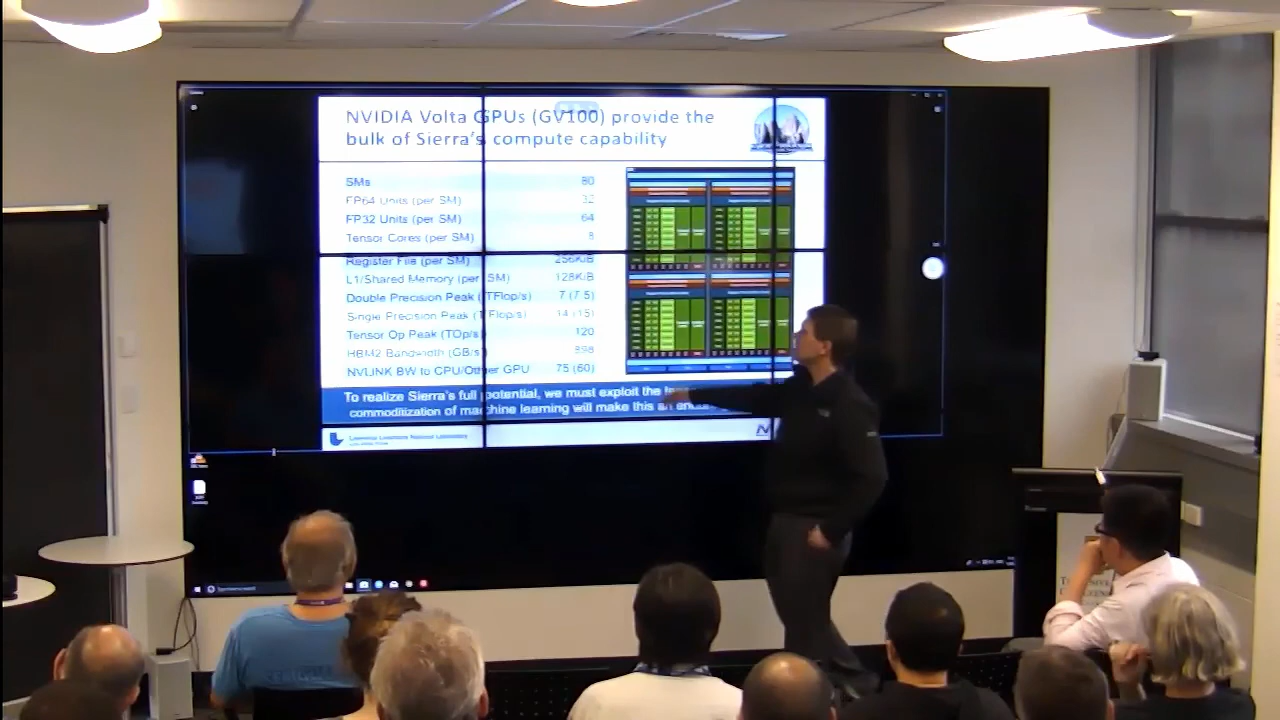 NVIDIA Volta GPUs (GV100) provide the
bulk of Sierra's compute capability
SMs 80
FP64 Units (per SM) 32
FP32 Units (per SM) 64
Tensor Cores (per SM) 8
Register File (per SM) 256KiB
L1/Shared Memory (per SM) 128KiB
Double Precision Peak (TFlop/s) 7 (7.5)
Single Precision Peak (TFlop/s) 14 (15)
Tensor Op Peak (TOp/s) 120
HBM2 Bandwidth (GB/s) 898
NVLINK BW to CPU/Other GPU 75 (60)
To realize Sierra's full potential, we must exploit the
commoditization of machine learning will make this an
Lawrence Livermore National Laboratory